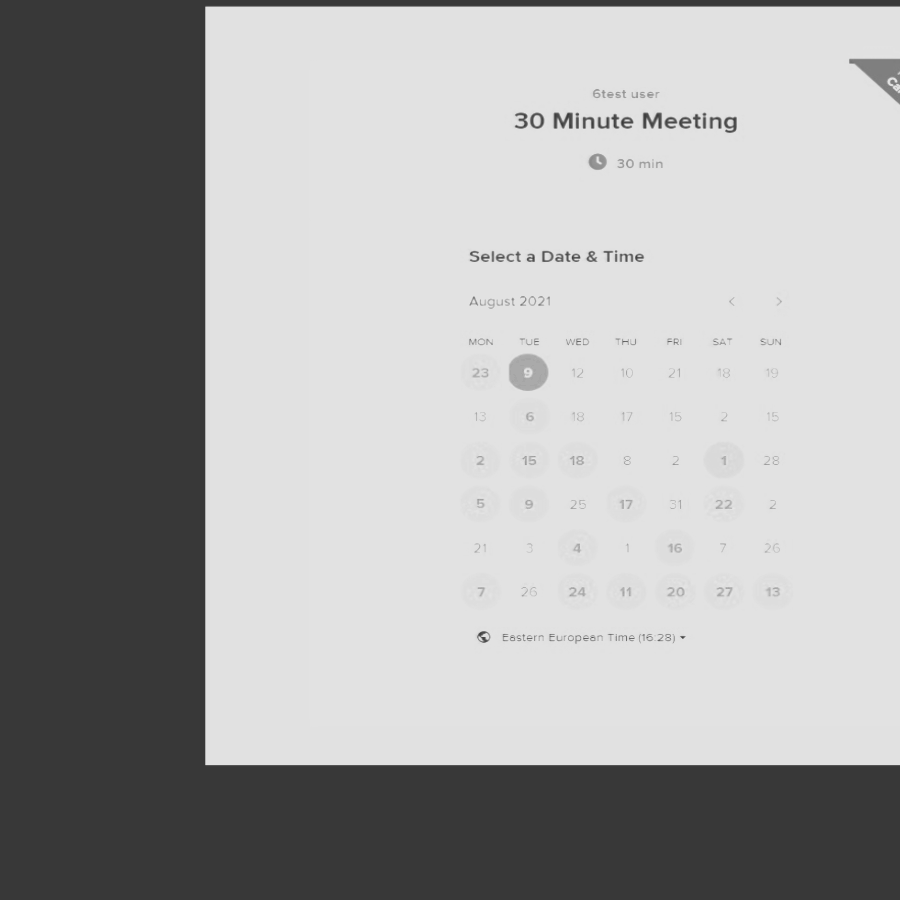 6test user
30 Minute Meeting
30 min
Select a Date & Time
August 2021
MON TUE WED THU FRI SAT SUN
23 9 12 10 21 18 19
13 6 18 17 15 2 15
2 15 18 8 2 1 28
5 9 25 17 31 22 2
21 3 4 1 16 7 26
7 26 24 11 20 27 13
Eastern European Time (16:28)